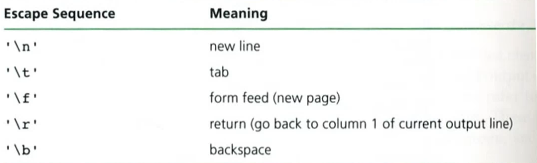 Escape Sequence Meaning
'\n' new line
'\t' tab
'\f' form feed (new page)
'\r' return (go back to column 1 of current output line)
'\b' backspace